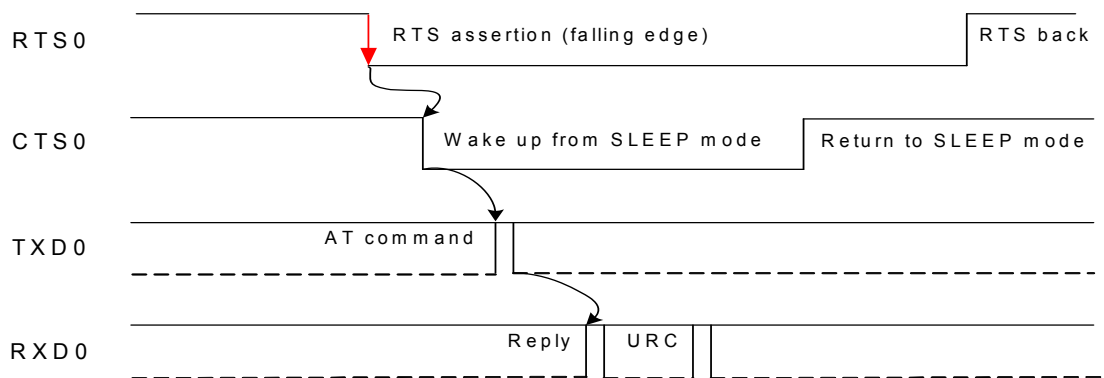 RTS0
RTS assertion (falling edge)
RTS back
CTS0
Wake up from SLEEP mode
Return to SLEEP mode
TXD0
AT command
RXD0
Reply
URC